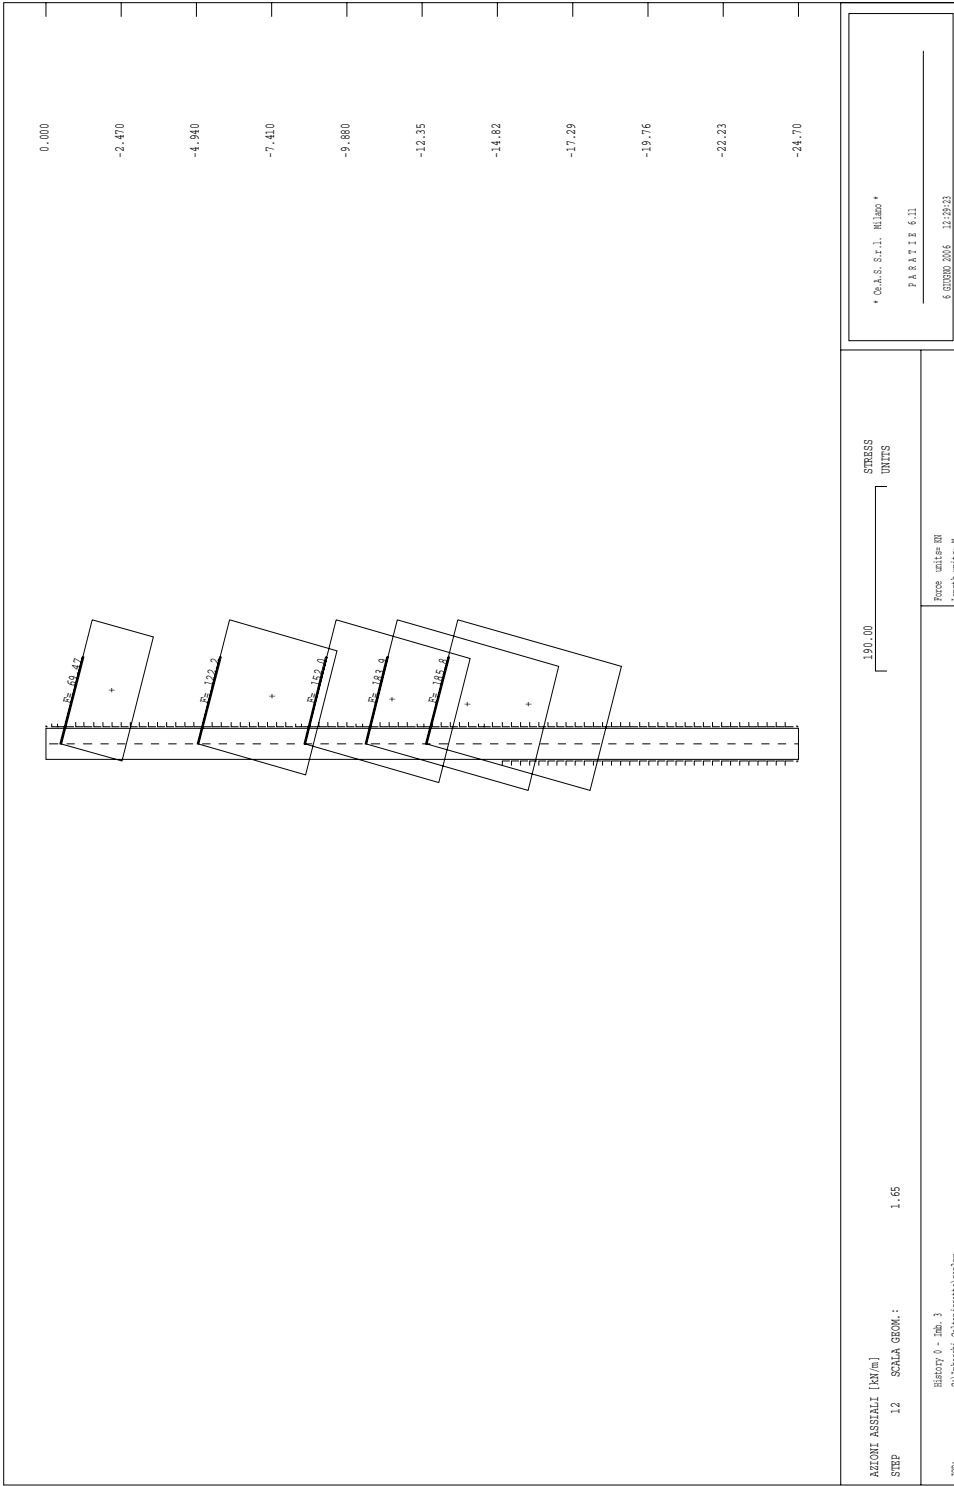 0.000
-2.470
-4.940
-7.410
-9.880
-12.35
-14.82
-17.29
-19.76
-22.23
-24.70
F= 69.47
F= 122.2
F= 152.0
F= 183.9
F= 185.8
* Ce.A.S. S.r.l. Milano *
P A R A T I E 6.11
6 GIUGNO 2006 12:29:23
190.00
STRESS
UNITS
Force units= KN
AZIONI ASSIALI [kN/m]
STEP 12 SCALA GEOM.: 1.65
History 0 - Imb. 3